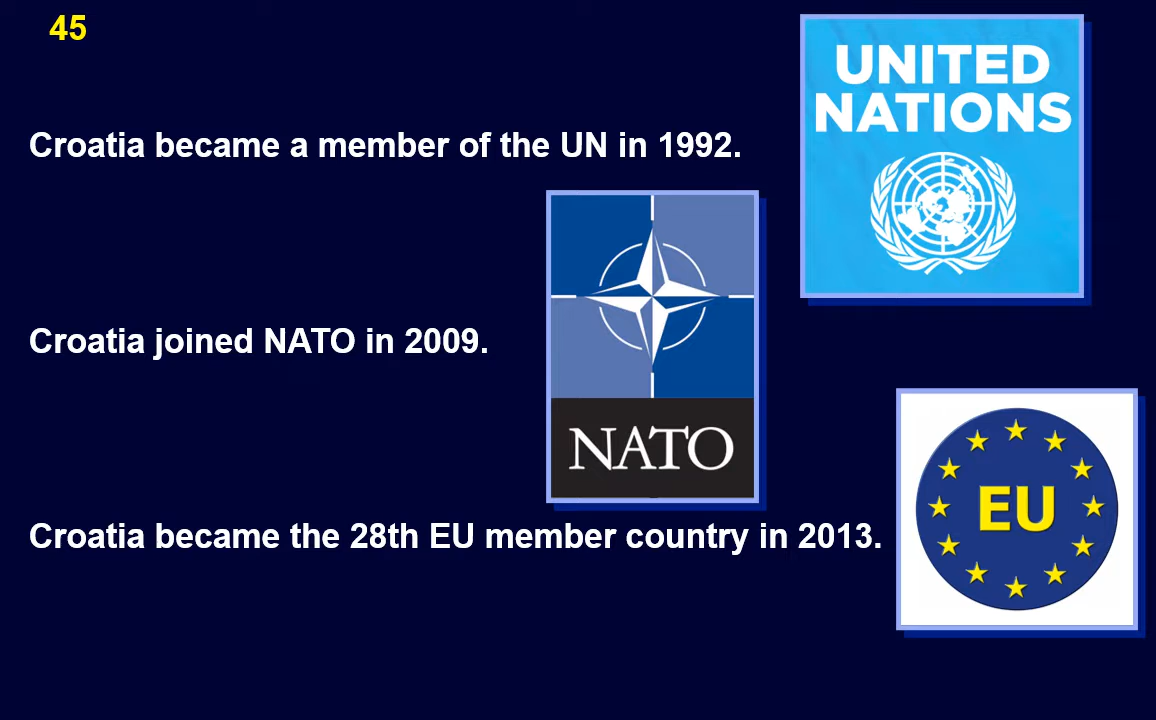 45
UNITED
NATIONS
Croatia became a member of the UN in 1992.
Croatia joined NATO in 2009.
NATO
EU
Croatia became the 28th EU member country in 2013.